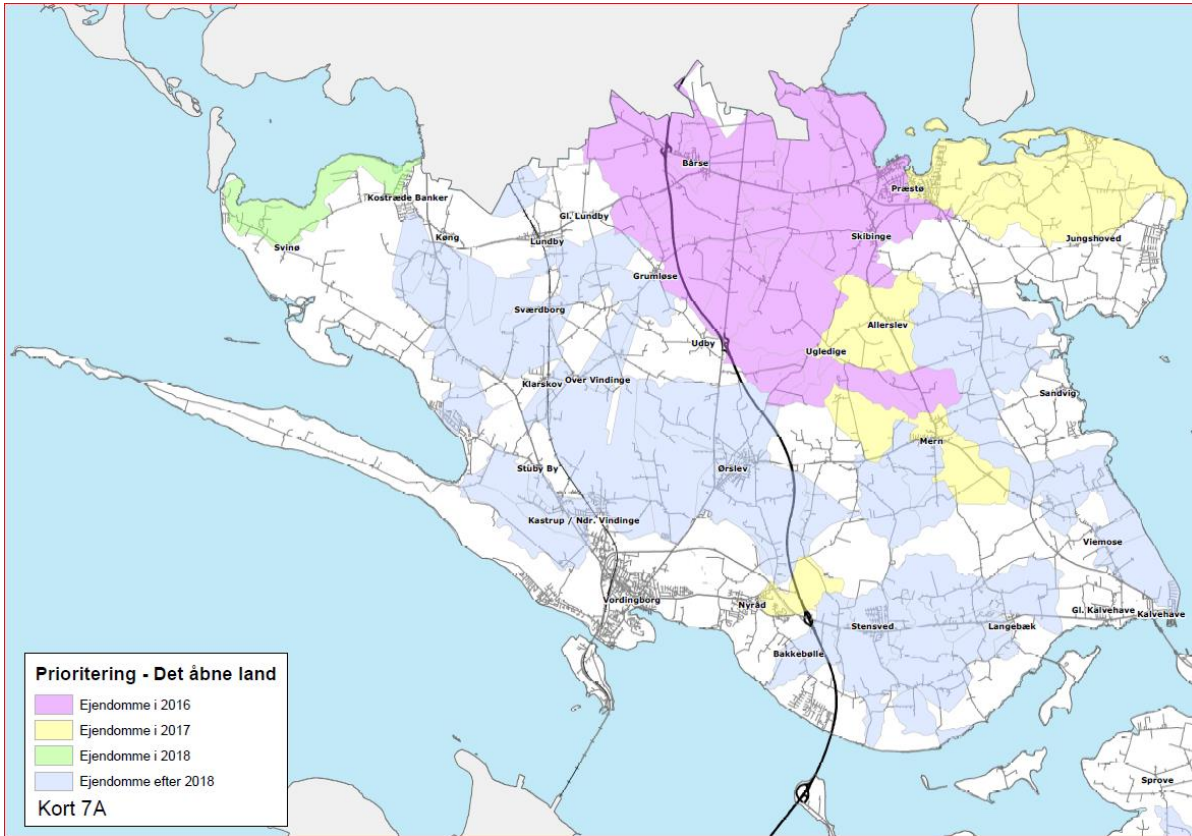 Bårse
Præstø
Kostræde Banker
Gl. Lundby
Køng
Lundby
Skibinge
Jungshoved
Svinø
Grumløse
Sværdborg
Allerslev
Udby
Ugledige
Klarskov
Over Vindinge
Sandvig
Mern
Stuby By
Ørslev
Kastrup / Ndr. Vindinge
Viemose
Vordingborg
Nyråd
Gl. Kalvehave
Kalvehave
Stensved
Langebæk
Bakkebølle
Sprove
Prioritering - Det åbne land
Ejendomme i 2016
Ejendomme i 2017
Ejendomme i 2018
Ejendomme efter 2018
Kort 7A